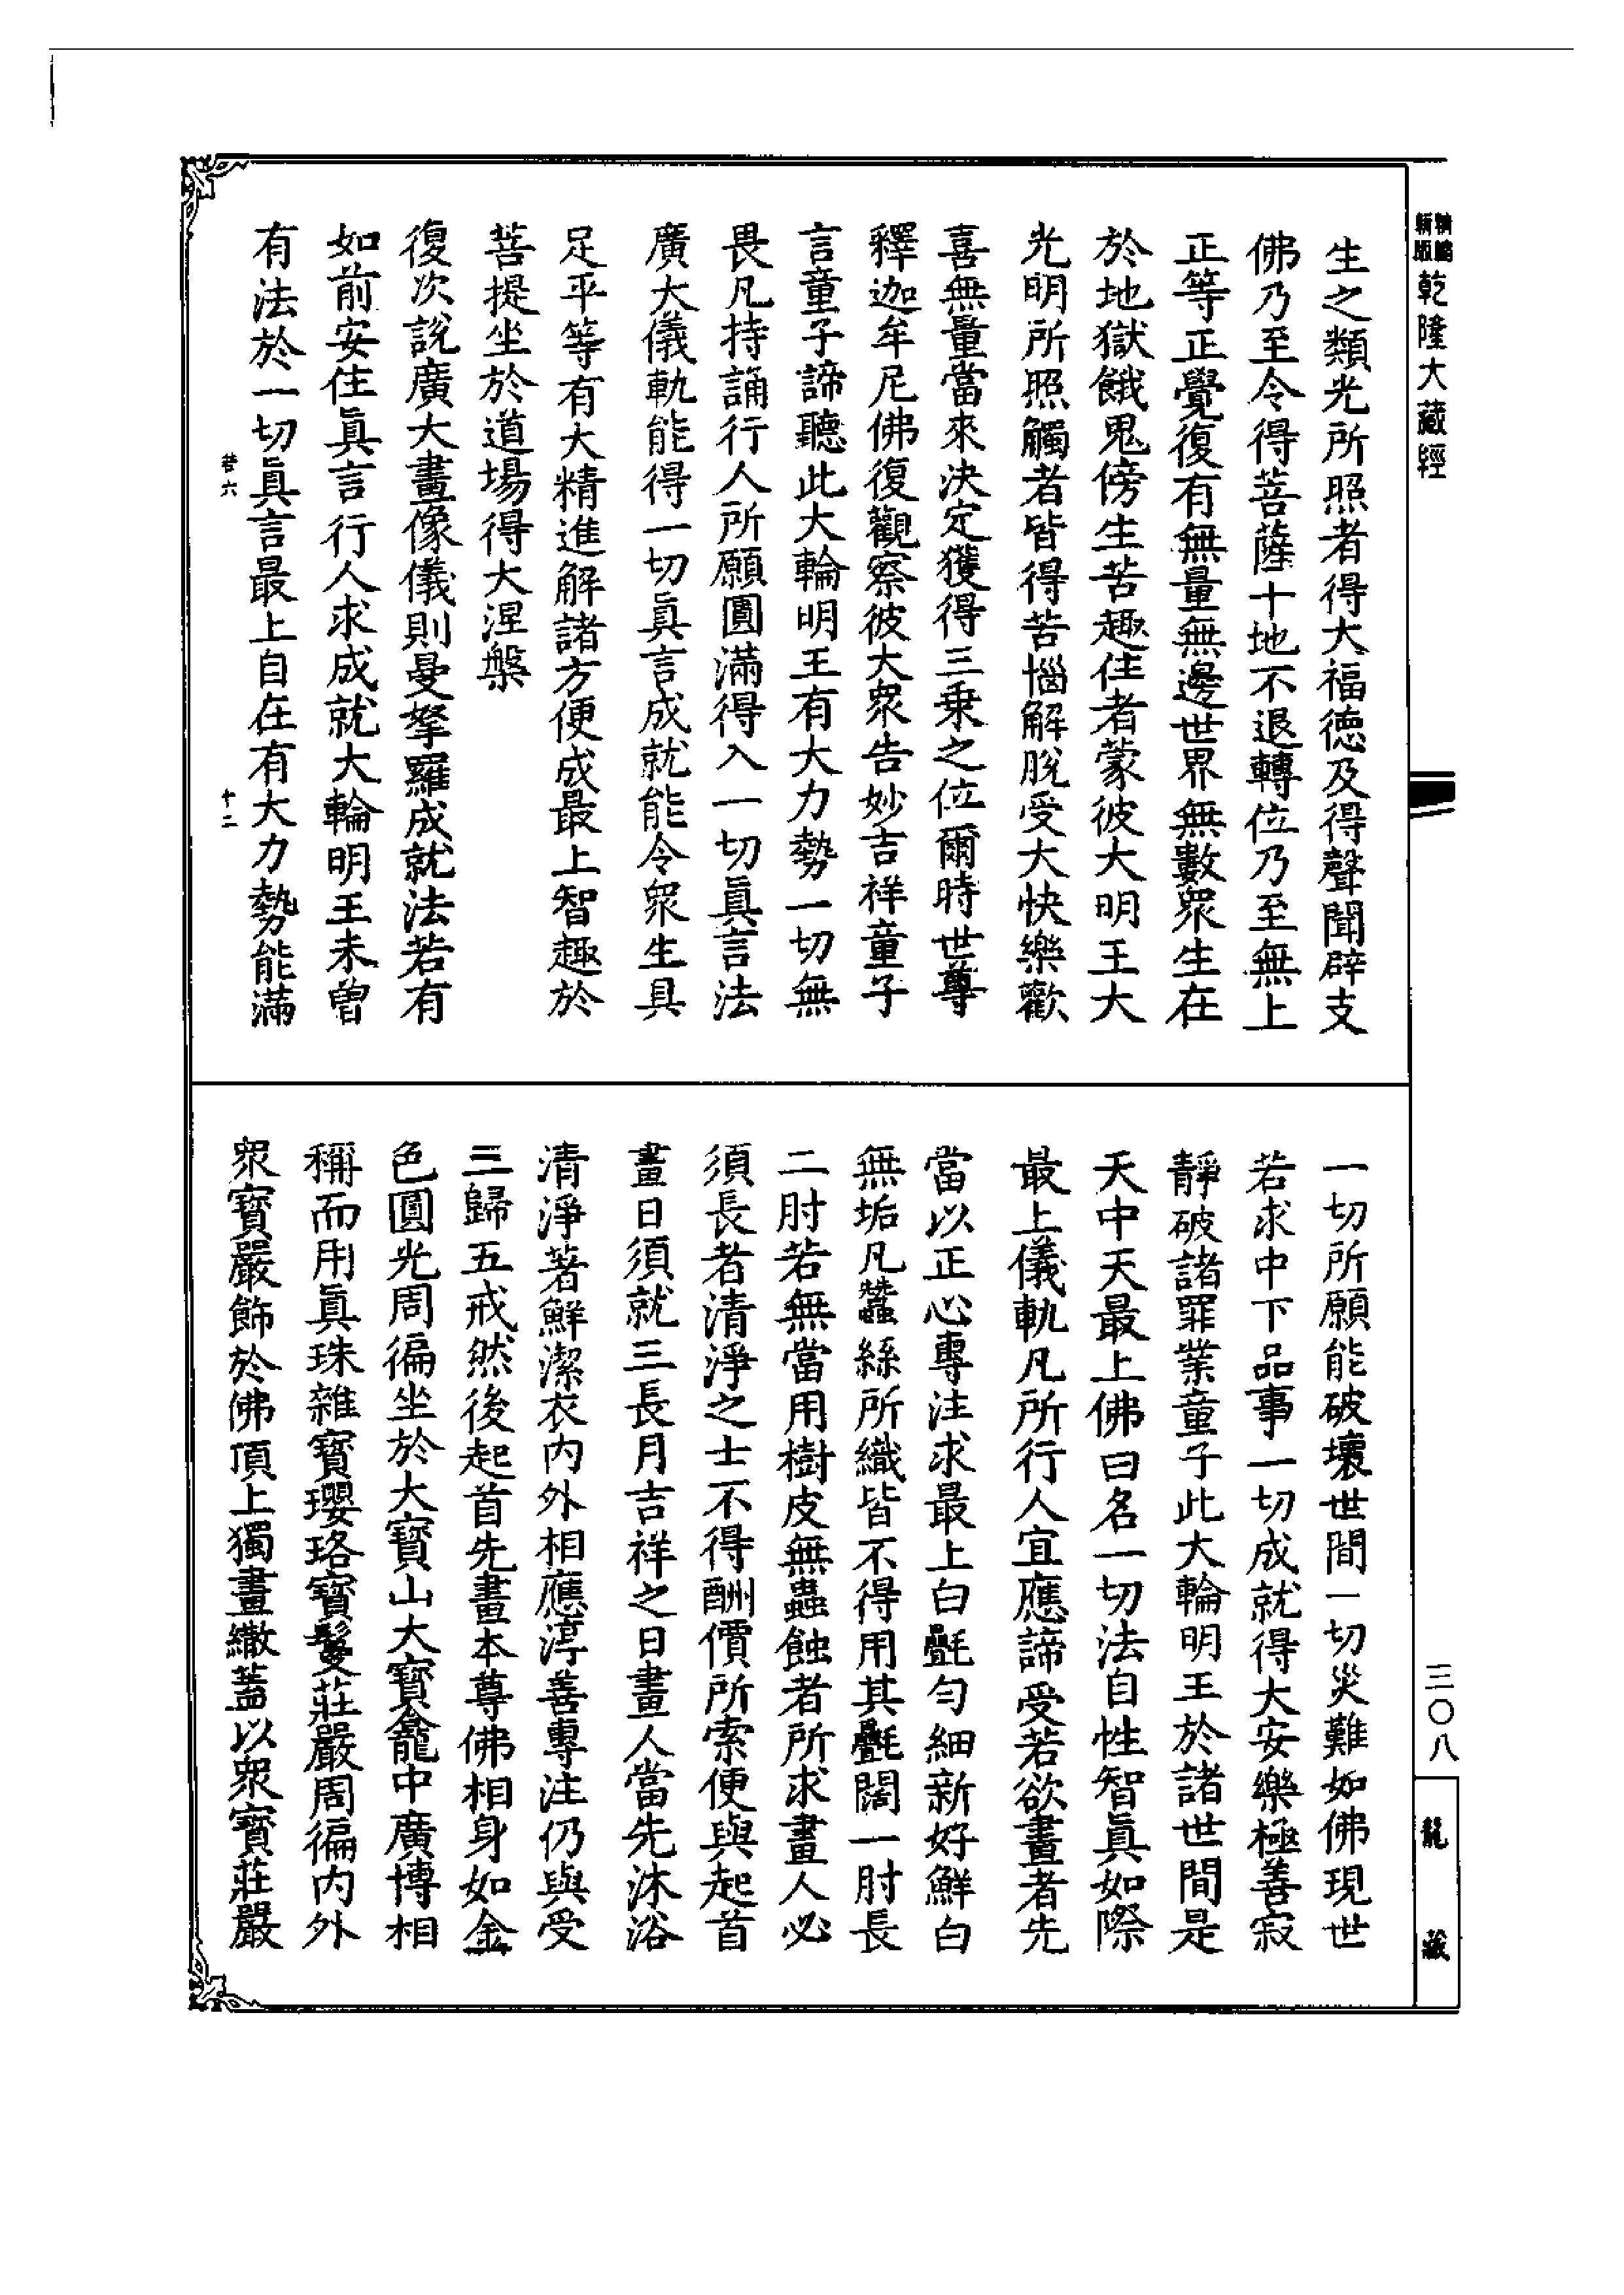 精縮
新版
乾隆大藏經
生之類光所照者得大福德及得聲聞辟支
佛乃至令得菩薩十地不退轉位乃至無上
正等正覺復有無量無邊世界無數眾生在
於地獄餓鬼傍生苦趣住者蒙彼大明王大
光明所照觸者皆得苦惱解脫受大快樂歡
喜無量當來決定獲得三乘之位爾時世尊
釋迦牟尼佛復觀察彼大眾告妙吉祥童子
言童子諦聽此大輪明王有大力勢一切無
畏凡持誦行人所願圓滿得入一切眞言法
廣大儀軌能得一切眞言成就能令眾生具
足平等有大精進解諸方便成最上智趣於
菩提坐於道場得大涅槃
復次說廣大畫像儀則曼拏羅成就法若有
如前安住眞言行人求成就大輪明王未曾
有法於一切眞言最上自在有大力勢能滿
昔六
十二
一切所願能破壞世間一切災難如佛現世
若求中下品事一切成就得大安樂極善寂
靜破諸罪業童子此大輪明王於諸世間是
天中天最上佛曰名一切法自性智眞如際
最上儀軌凡所行人宜應諦受若欲畫者先
當以正心專注求最上白㲲勻細新好鮮白
無垢凡蠶絲所織皆不得用其㲲闊一肘長
二肘若無當用樹皮無蟲蝕者所求畫人必
須長者清淨之士不得酬價所索便與起首
畫日須就三長月吉祥之日畫人當先沐浴
清淨著鮮潔衣內外相應淳善專注仍與受
三歸五戒然後起首先畫本尊佛相身如金
色圓光周徧坐於大寶山大寶龕中廣博相
稱而用眞珠雜寶瓔珞寶鬘莊嚴周徧內外
眾寶嚴飾於佛頂上獨畫繖蓋以眾寶莊嚴
三〇八
龍藏